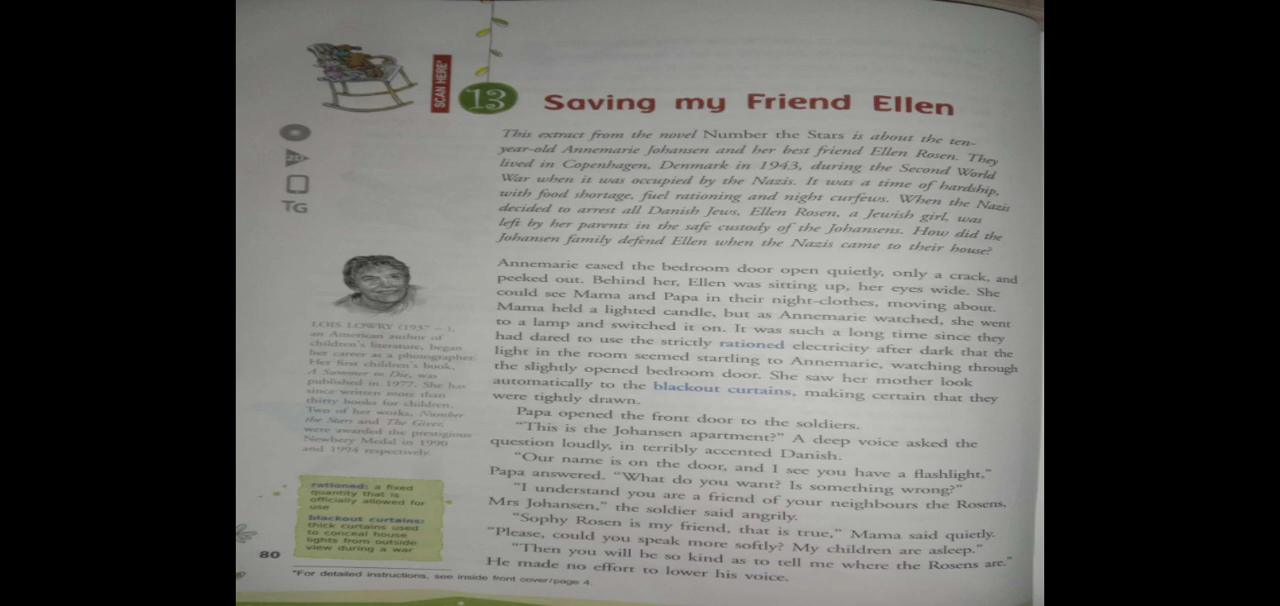 SCAN HERE*
13 Saving my Friend Ellen
This extract from the novel Number the Stars is about the ten-
year-old Annemarie Johansen and her best friend Ellen Rosen. They
lived in Copenhagen, Denmark in 1943, during the Second World
War when it was occupied by the Nazis. It was a time of hardship,
with food shortage, fuel rationing and night curfews. When the Nazis
decided to arrest all Danish Jews, Ellen Rosen, a Jewish girl, was
left by her parents in the safe custody of the Johansens. How did the
Johansen family defend Ellen when the Nazis came to their house?
TG
Annemarie eased the bedroom door open quietly, only a crack, and
peeked out. Behind her, Ellen was sitting up, her eyes wide. She
could see Mama and Papa in their night-clothes, moving about.
Mama held a lighted candle, but as Annemarie watched, she went
to a lamp and switched it on. It was such a long time since they
had dared to use the strictly rationed electricity after dark that the
light in the room seemed startling to Annemarie, watching through
the slightly opened bedroom door. She saw her mother look
automatically to the blackout curtains, making certain that they
were tightly drawn.
Papa opened the front door to the soldiers.
"This is the Johansen apartment?" A deep voice asked the
question loudly, in terribly accented Danish.
"Our name is on the door, and I see you have a flashlight,"
Papa answered. "What do you want? Is something wrong?"
"I understand you are a friend of your neighbours the Rosens,
Mrs Johansen," the soldier said angrily.
"Sophy Rosen is my friend, that is true," Mama said quietly.
"Please, could you speak more softly? My children are asleep."
"Then you will be so kind as to tell me where the Rosens are."
He made no effort to lower his voice.
LOIS LOWRY (1937 – ),
an American author of
children's literature, began
her career as a photographer.
Her first children's book,
A Summer to Die, was
published in 1977. She has
since written more than
thirty books for children.
Two of her works, Number
the Stars and The Giver,
were awarded the prestigious
Newbery Medal in 1990
and 1994 respectively.
rationed: a fixed
quantity that is
officially allowed for
use
blackout curtains:
thick curtains used
to conceal house
lights from outside
view during a war
80
*For detailed instructions, see inside front cover/page 4.